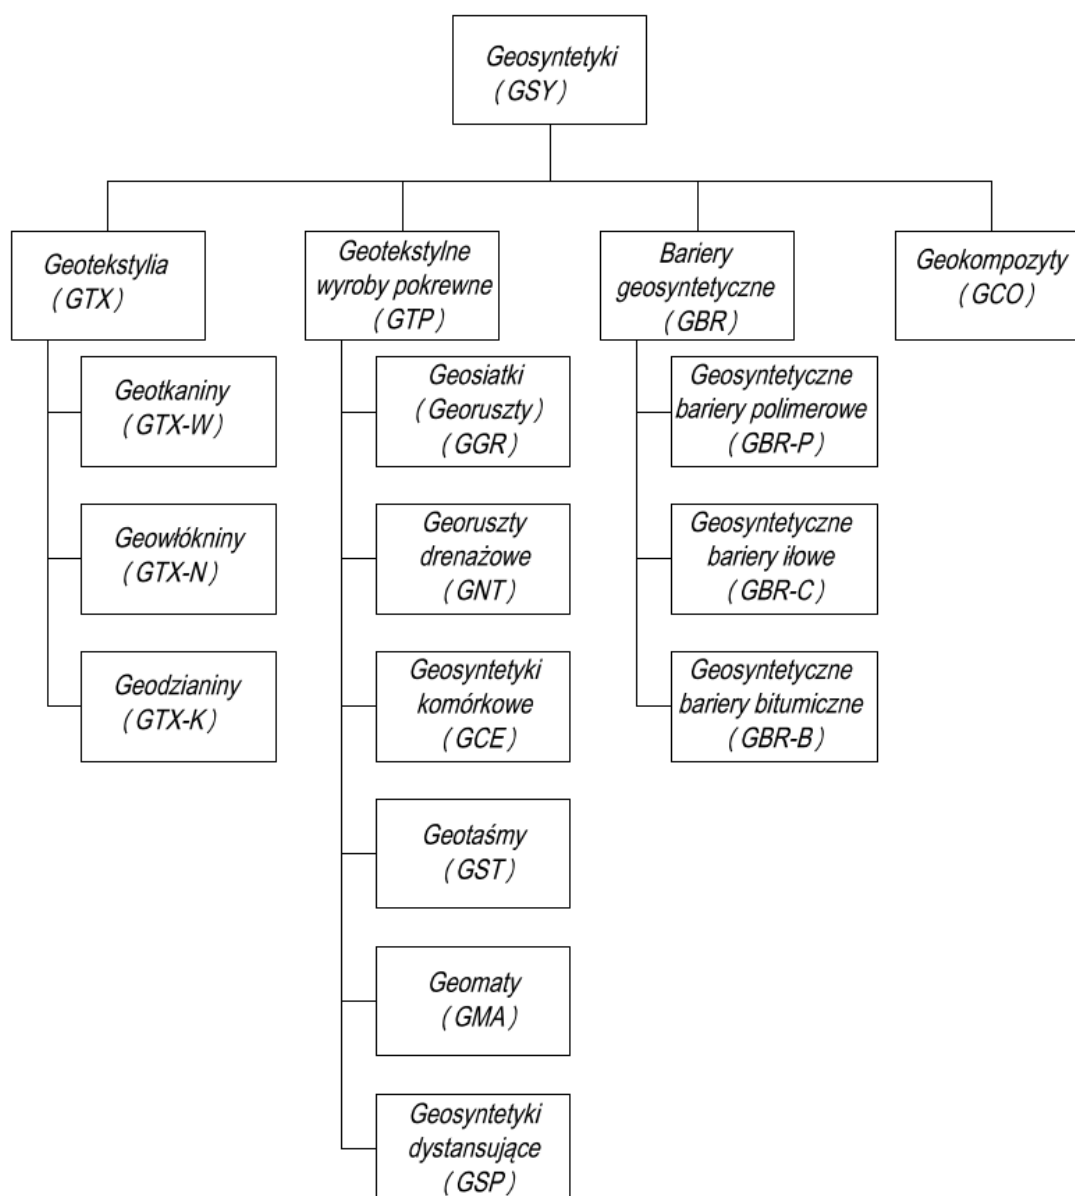 Geosyntetyki
(GSY)
Geotekstylia
(GTX)
Geotkaniny
(GTX-W)
Geowłókniny
(GTX-N)
Geodzianiny
(GTX-K)
Geotekstylne
wyroby pokrewne
(GTP)
Geosiatki
(Georuszty)
(GGR)
Georuszty
drenażowe
(GNT)
Geosyntetyki
komórkowe
(GCE)
Geotaśmy
(GST)
Geomaty
(GMA)
Geosyntetyki
dystansujące
(GSP)
Bariery
geosyntetyczne
(GBR)
Geosyntetyczne
bariery polimerowe
(GBR-P)
Geosyntetyczne
bariery iłowe
(GBR-C)
Geosyntetyczne
bariery bitumiczne
(GBR-B)
Geokompozyty
(GCO)